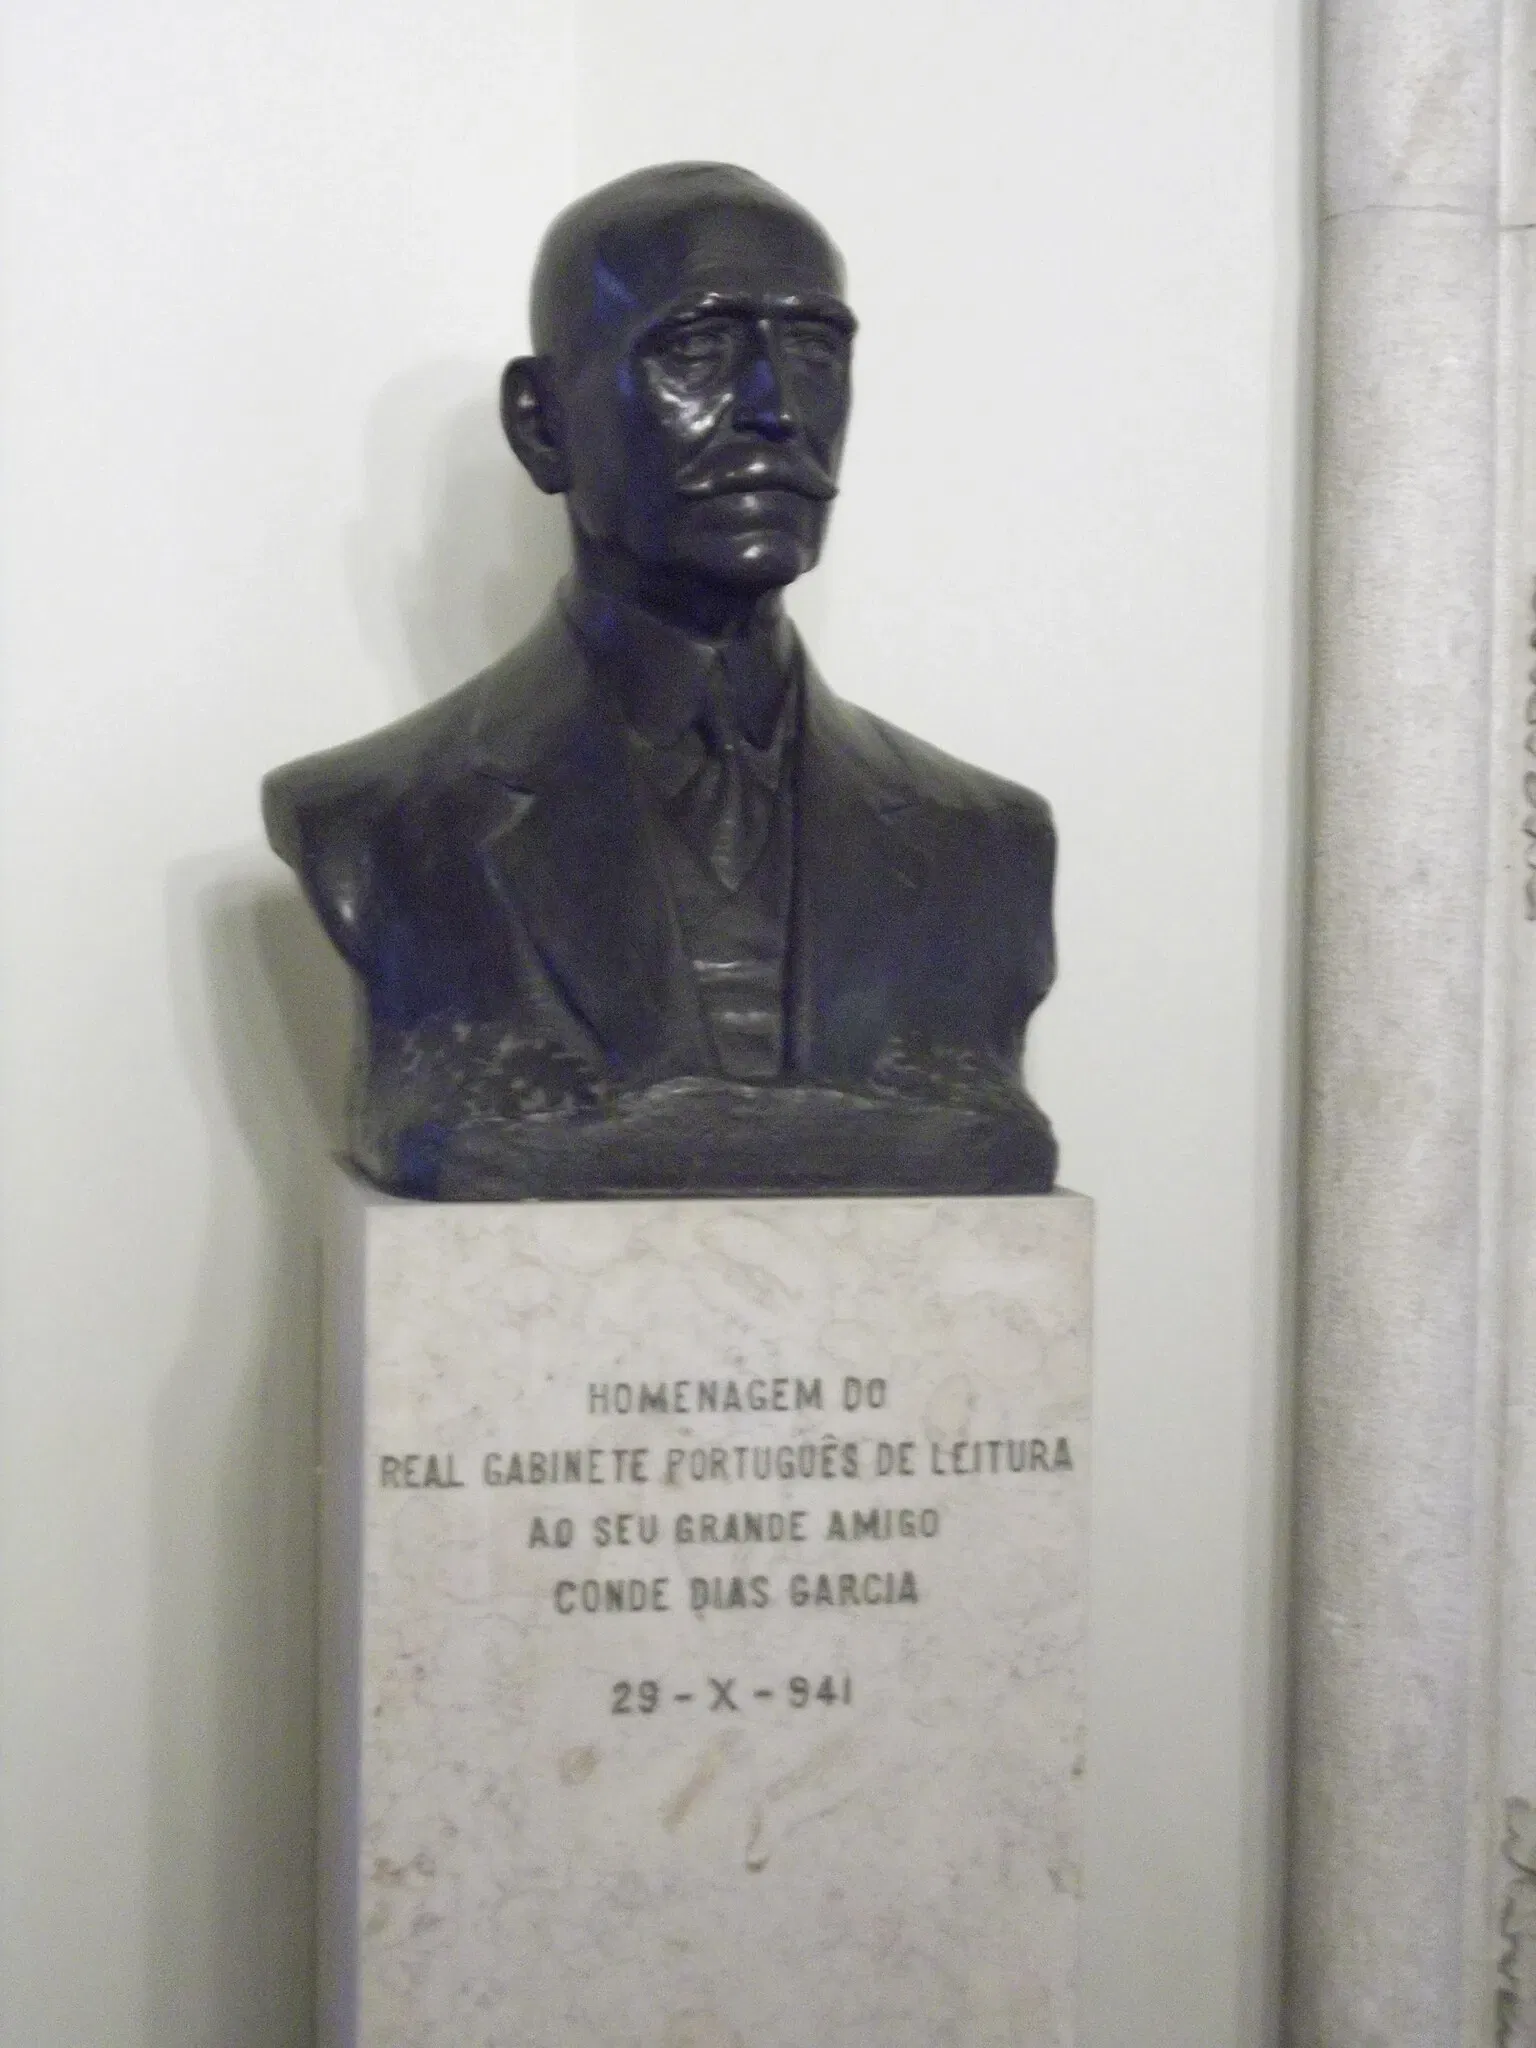 HOMENAGEM DO
REAL GABINETE PORTUGUÊS DE LEITURA
AO SEU GRANDE AMIGO
CONDE DIAS GARCIA
29 - X - 941